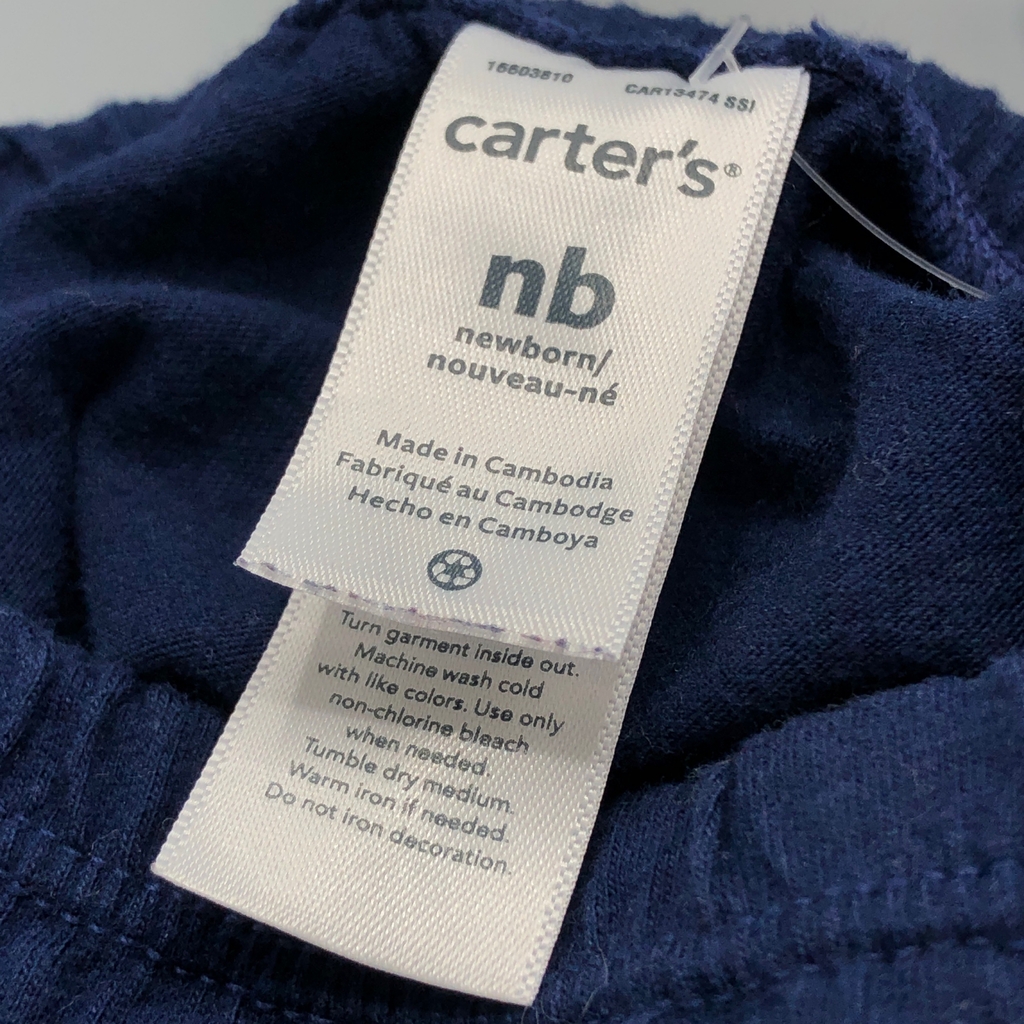 16603810
CAR13474 SSI
carter's®
nb
newborn/
nouveau-né
Made in Cambodia
Fabriqué au Cambodge
Hecho en Camboya
Turn garment inside out.
Machine wash cold
with like colors. Use only
non-chlorine bleach
when needed.
Tumble dry medium.
Warm iron if needed.
Do not iron decoration.